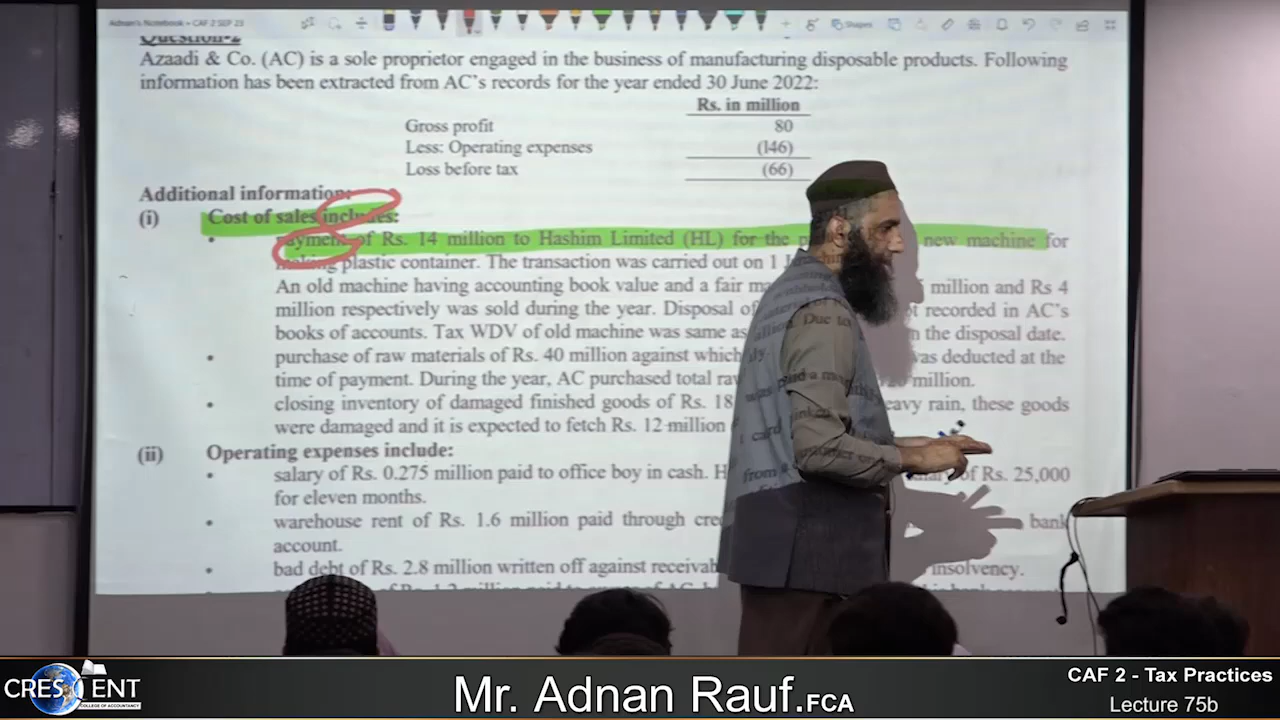 Adnan's Notebook • CAF 2 SEP 23
Shapes
Question-2
Azaadi & Co. (AC) is a sole proprietor engaged in the business of manufacturing disposable products. Following
information has been extracted from AC's records for the year ended 30 June 2022:
Rs. in million
Gross profit 80
Less: Operating expenses (146)
Loss before tax (66)
Additional information:
(i) Cost of sales includes:
• payment of Rs. 14 million to Hashim Limited (HL) for the new machine for
making plastic container. The transaction was carried out on 1
An old machine having accounting book value and a fair million and Rs 4
million respectively was sold during the year. Disposal of recorded in AC's
books of accounts. Tax WDV of old machine was same as the disposal date.
• purchase of raw materials of Rs. 40 million against which was deducted at the
time of payment. During the year, AC purchased total million.
• closing inventory of damaged finished goods of Rs. 18 heavy rain, these goods
were damaged and it is expected to fetch Rs. 12 million
(ii) Operating expenses include:
• salary of Rs. 0.275 million paid to office boy in cash. of Rs. 25,000
for eleven months.
• warehouse rent of Rs. 1.6 million paid through bank
account.
• bad debt of Rs. 2.8 million written off against insolvency.
CRESCENT
COLLEGE OF ACCOUNTANCY
Mr. Adnan Rauf.FCA
CAF 2 - Tax Practices
Lecture 75b